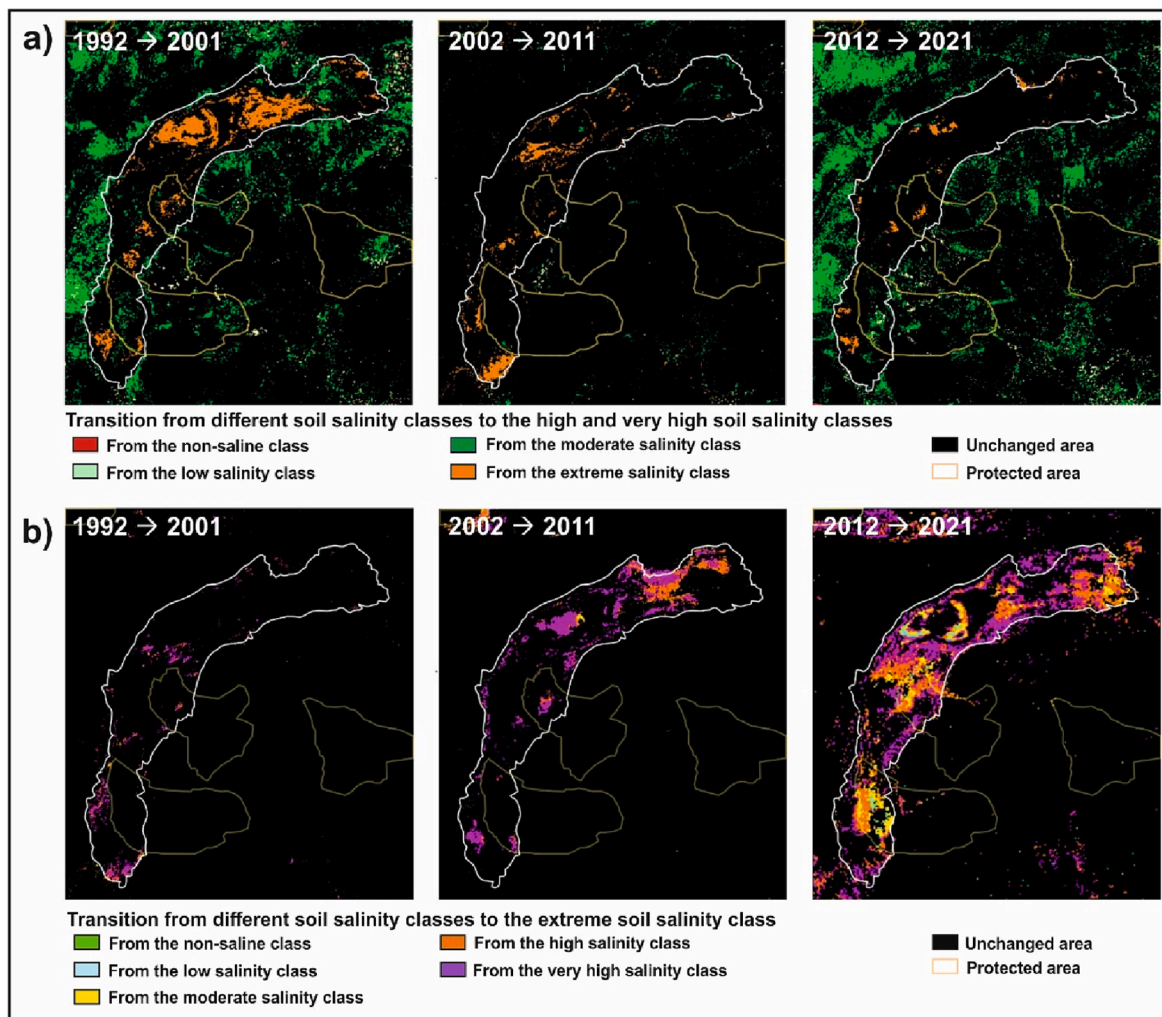 a)
1992 → 2001
2002 → 2011
2012 → 2021
Transition from different soil salinity classes to the high and very high soil salinity classes
From the non-saline class
From the moderate salinity class
Unchanged area
From the low salinity class
From the extreme salinity class
Protected area
b)
1992 → 2001
2002 → 2011
2012 → 2021
Transition from different soil salinity classes to the extreme soil salinity class
From the non-saline class
From the high salinity class
Unchanged area
From the low salinity class
From the very high salinity class
Protected area
From the moderate salinity class